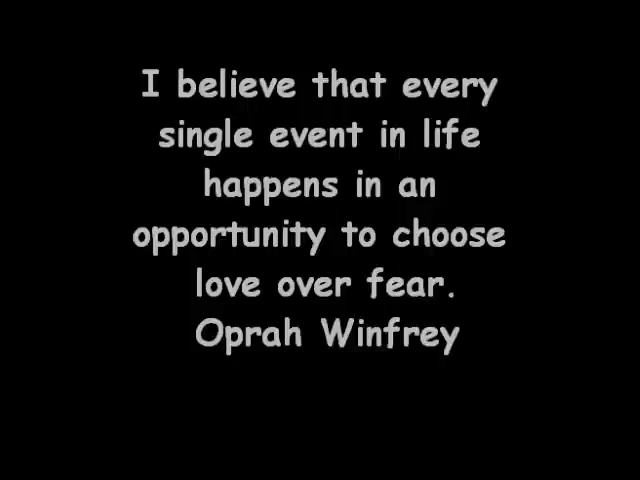 I believe that every
single event in life
happens in an
opportunity to choose
love over fear.
Oprah Winfrey